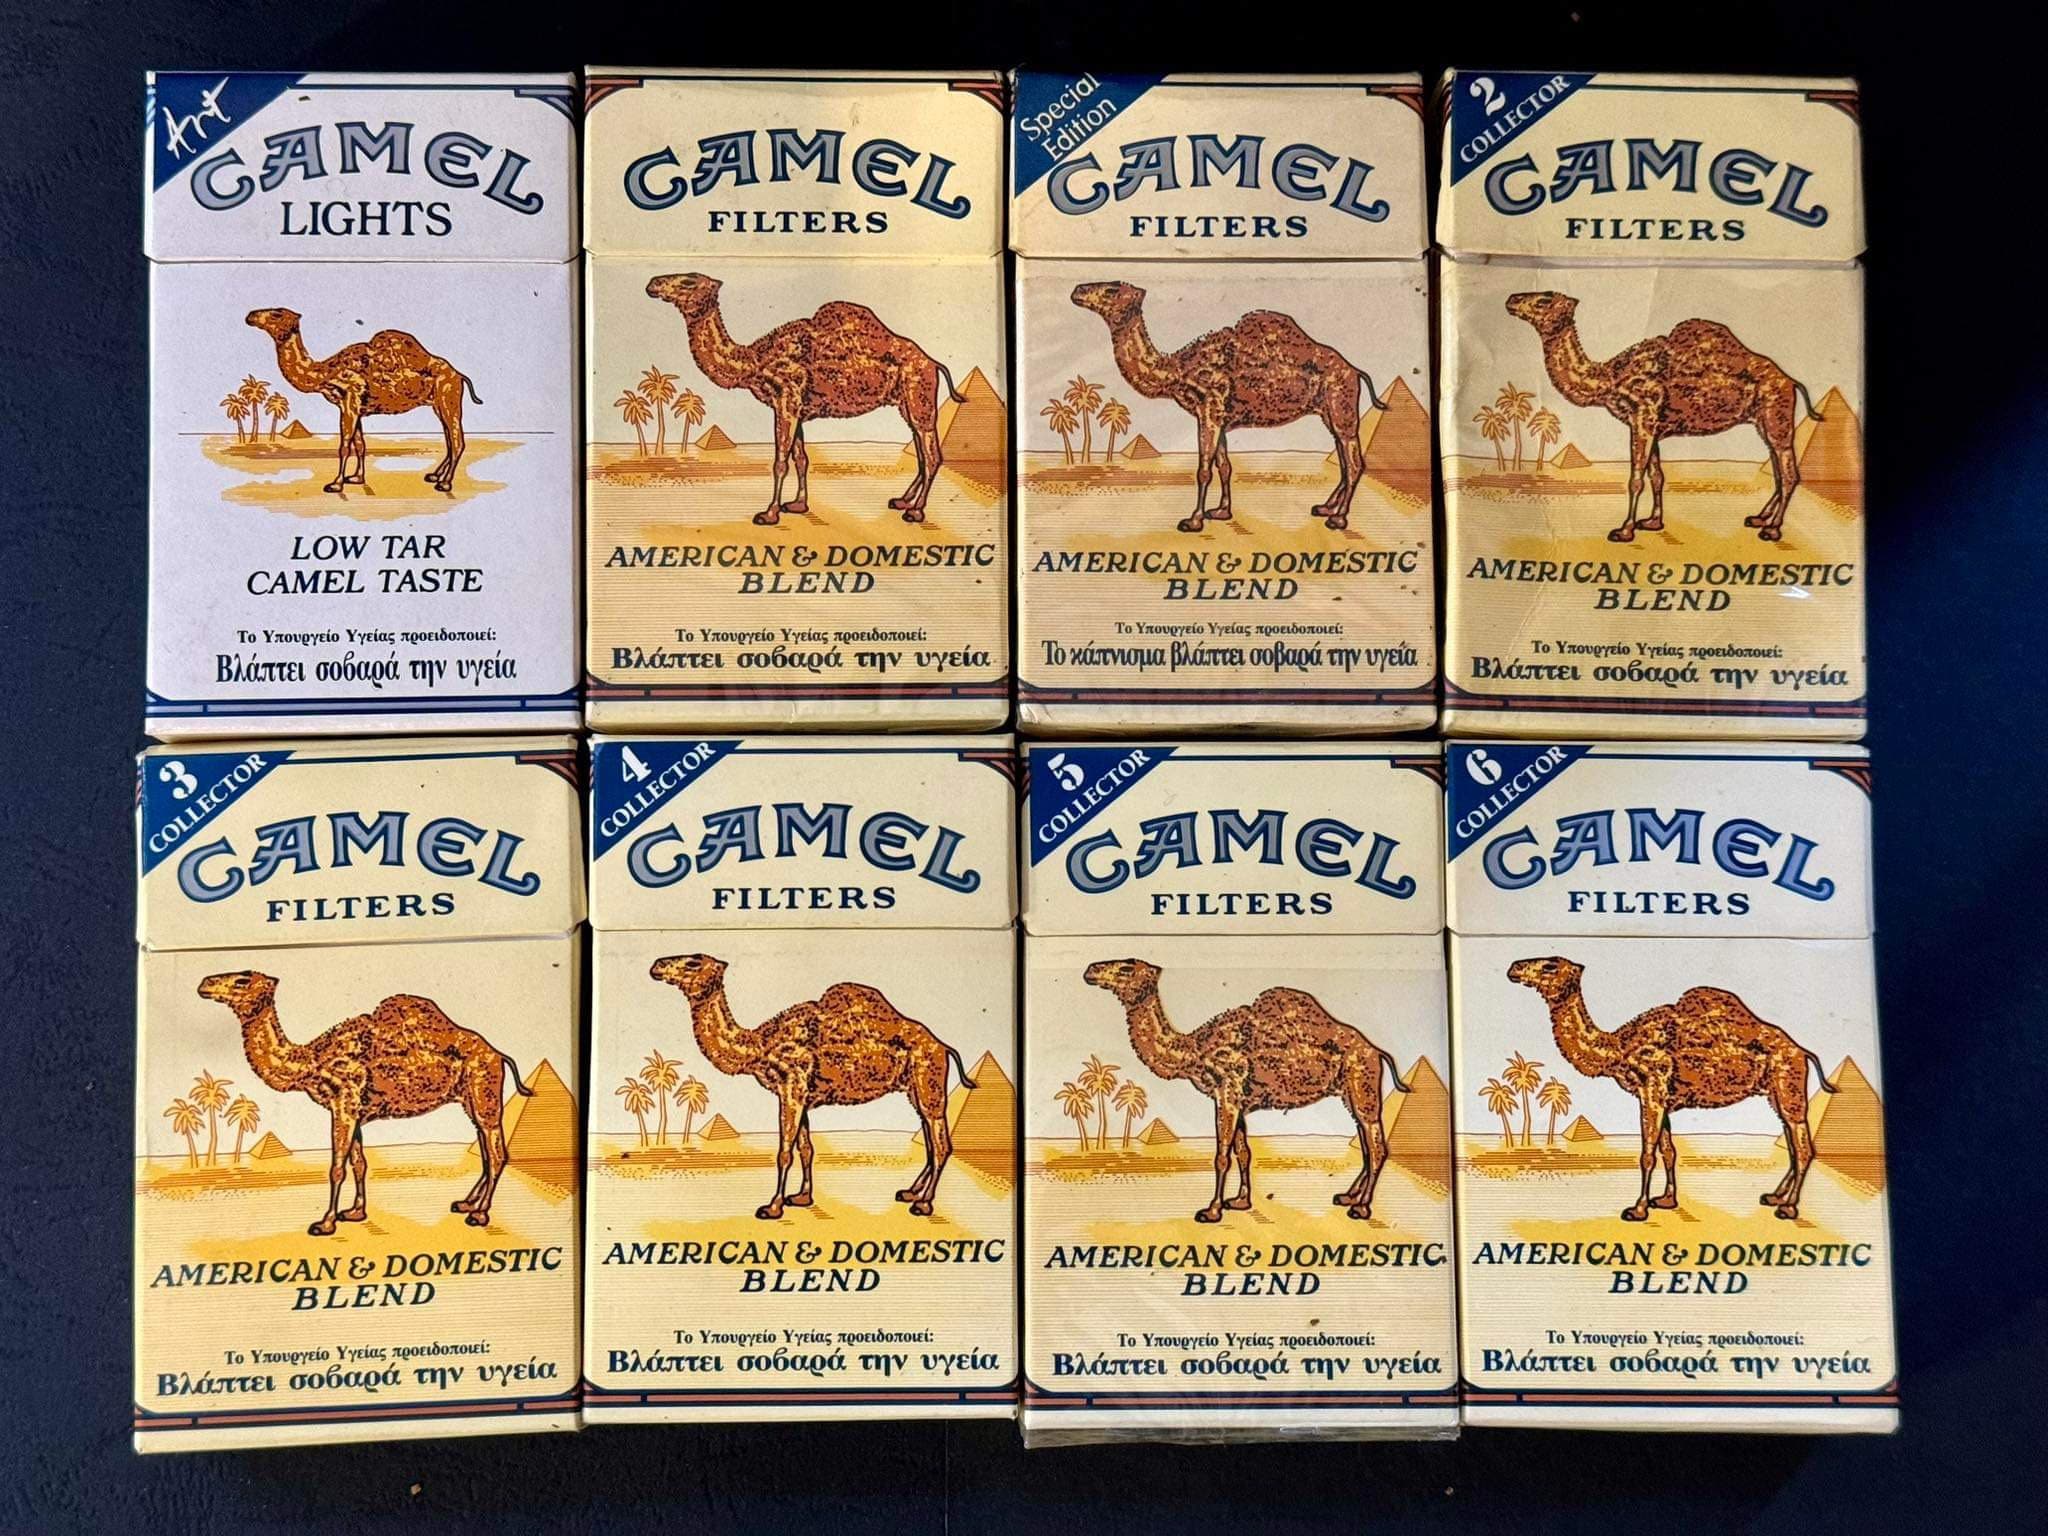 Art
CAMEL
LIGHTS
LOW TAR
CAMEL TASTE
Το Υπουργείο Υγείας προειδοποιεί:
Βλάπτει σοβαρά την υγεία
CAMEL
FILTERS
AMERICAN & DOMESTIC
BLEND
Το Υπουργείο Υγείας προειδοποιεί:
Βλάπτει σοβαρά την υγεία
Special
Edition
CAMEL
FILTERS
AMERICAN & DOMESTIC
BLEND
Το Υπουργείο Υγείας προειδοποιεί:
Το κάπνισμα βλάπτει σοβαρά την υγεία
2
COLLECTOR
CAMEL
FILTERS
AMERICAN & DOMESTIC
BLEND
Το Υπουργείο Υγείας προειδοποιεί:
Βλάπτει σοβαρά την υγεία
3
COLLECTOR
CAMEL
FILTERS
AMERICAN & DOMESTIC
BLEND
Το Υπουργείο Υγείας προειδοποιεί:
Βλάπτει σοβαρά την υγεία
4
COLLECTOR
CAMEL
FILTERS
AMERICAN & DOMESTIC
BLEND
Το Υπουργείο Υγείας προειδοποιεί:
Βλάπτει σοβαρά την υγεία
5
COLLECTOR
CAMEL
FILTERS
AMERICAN & DOMESTIC
BLEND
Το Υπουργείο Υγείας προειδοποιεί:
Βλάπτει σοβαρά την υγεία
6
COLLECTOR
CAMEL
FILTERS
AMERICAN & DOMESTIC
BLEND
Το Υπουργείο Υγείας προειδοποιεί:
Βλάπτει σοβαρά την υγεία